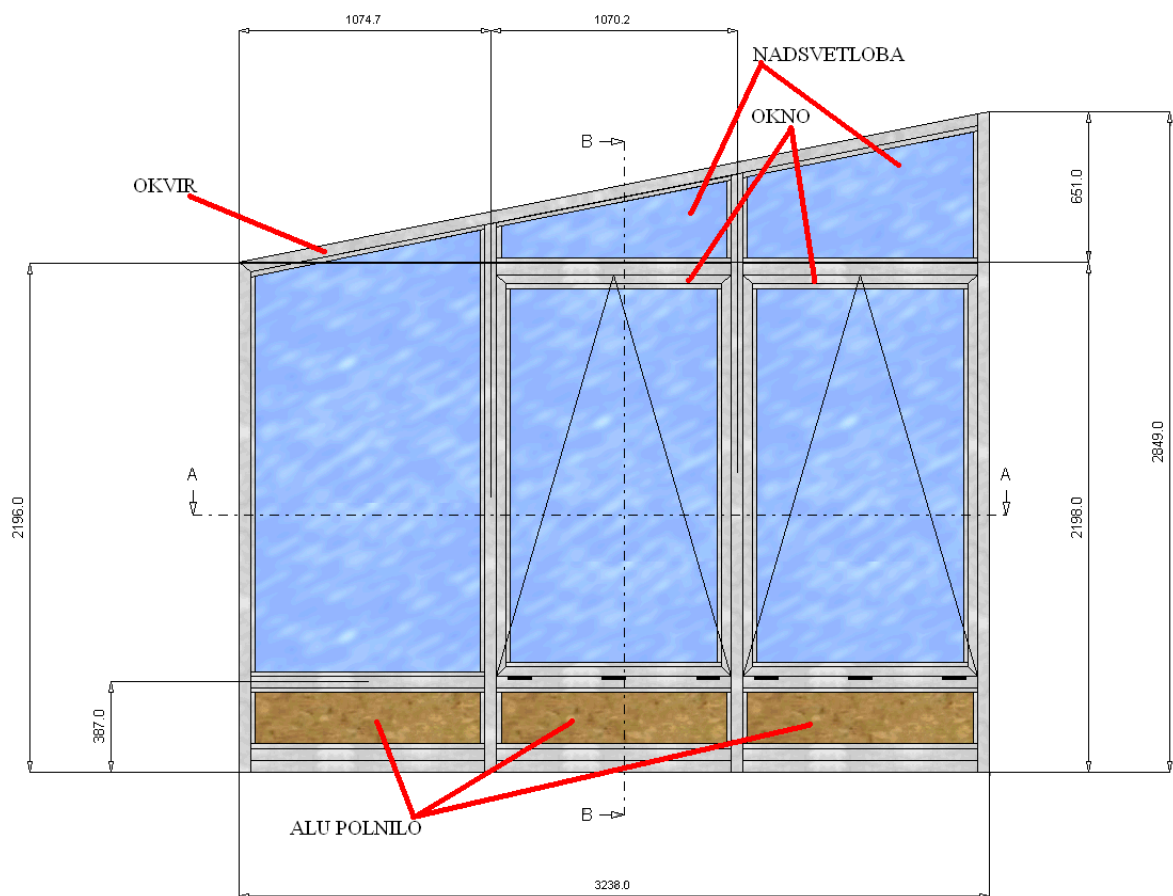 1074.7
1070.2
NADSVETLOBA
OKNO
B
OKVIR
651.0
2849.0
A
A
2196.0
2198.0
387.0
B
ALU POLNILO
3238.0